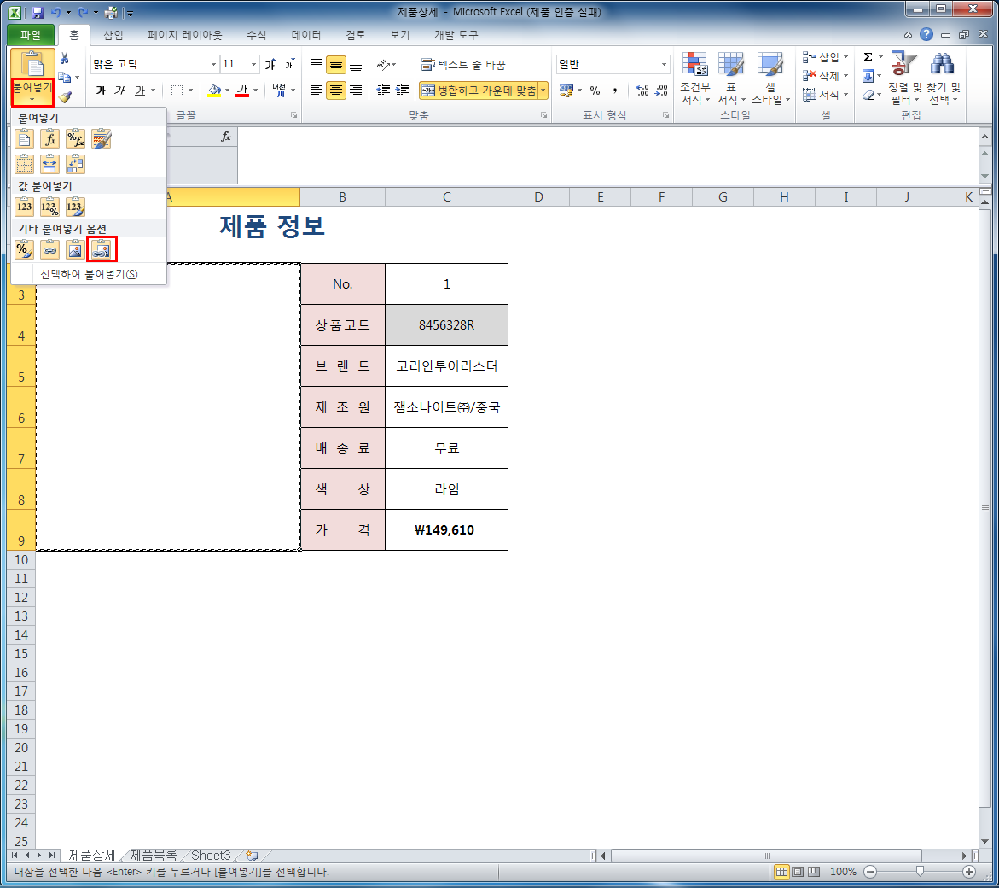 제품상세 - Microsoft Excel (제품 인증 실패)
파일 홈 삽입 페이지 레이아웃 수식 데이터 검토 보기 개발 도구
맑은 고딕 11 가 가 텍스트 줄 바꿈 일반 삽입
붙여넣기 가 가 가 가 내천 병합하고 가운데 맞춤 % , 조건부 서식 표 서식 셀 스타일 삭제 서식 Σ 정렬 및 필터 찾기 및 선택
글꼴 맞춤 표시 형식 스타일 셀 편집
붙여넣기
fx %fx fx
값 붙여넣기
123 123% 123
기타 붙여넣기 옵션
%
선택하여 붙여넣기(S)...
A B C D E F G H I J K
제품 정보
3 No. 1
4 상품코드 8456328R
5 브 랜 드 코리안투어리스터
6 제 조 원 잼소나이트㈜/중국
7 배 송 료 무료
8 색 상 라임
9 가 격 ₩149,610
10
11
12
13
14
15
16
17
18
19
20
21
22
23
24
25
제품상세 제품목록 Sheet3
대상을 선택한 다음 <Enter> 키를 누르거나 [붙여넣기]를 선택합니다. 100%